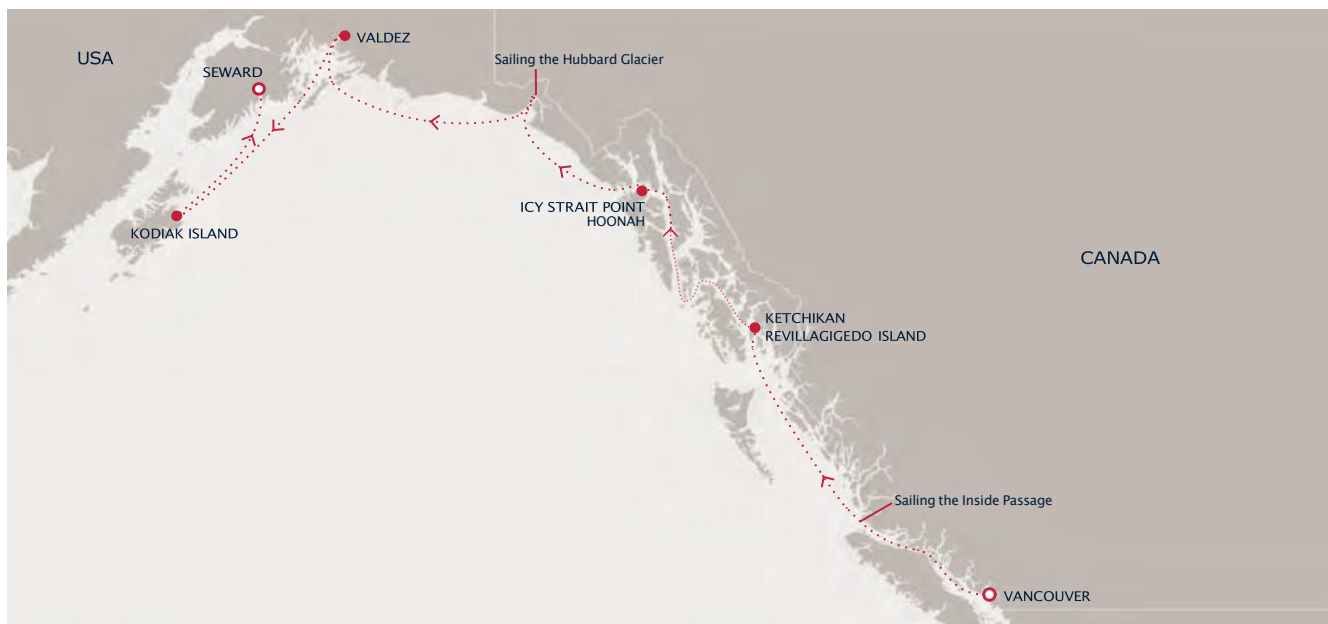 VALDEZ
USA
Sailing the Hubbard Glacier
SEWARD
ICY STRAIT POINT
HOONAH
KODIAK ISLAND
CANADA
KETCHIKAN
REVILLAGIGEDO ISLAND
Sailing the Inside Passage
VANCOUVER